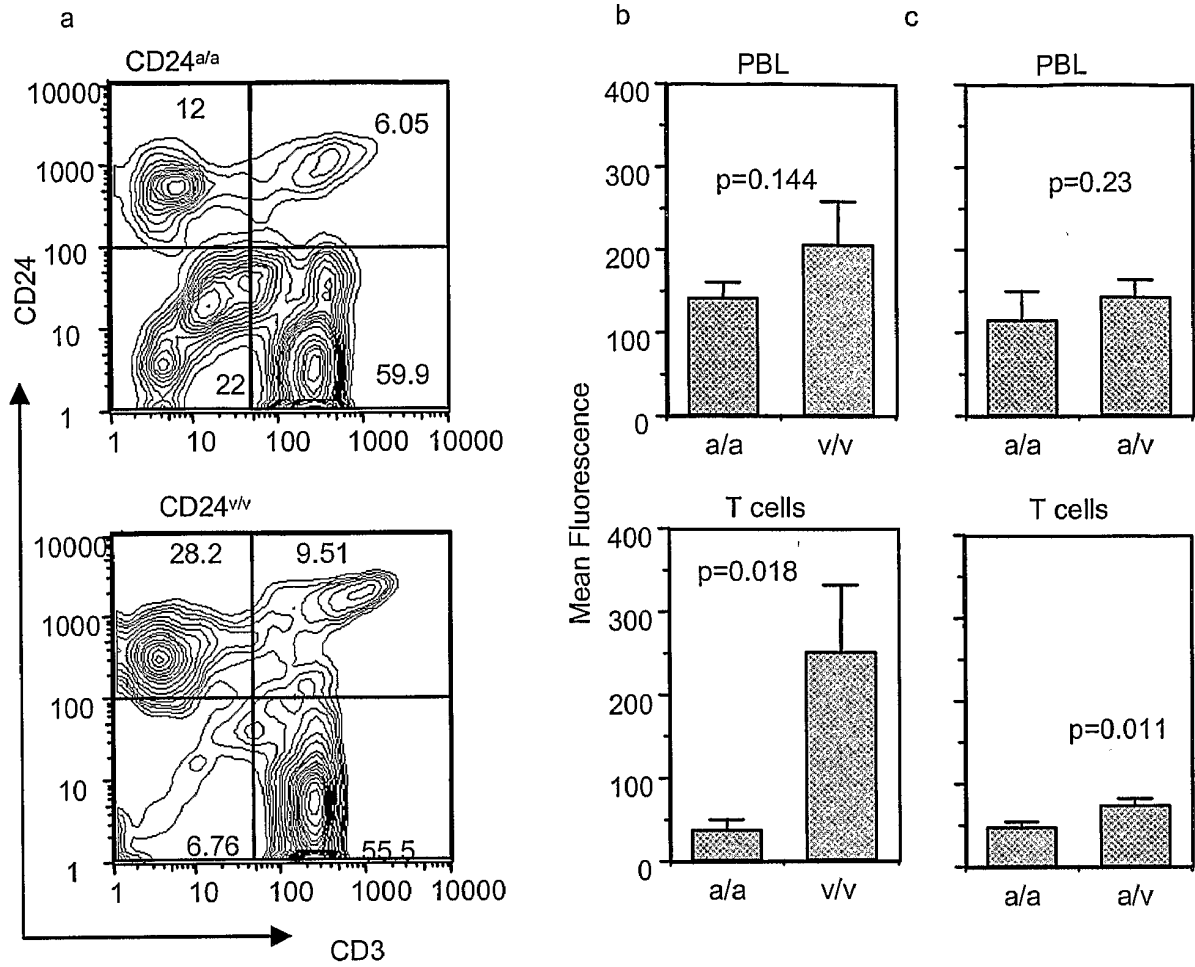 a
CD24a/a
10000
1000
100
10
1
12
6.05
22
59.9
1 10 100 1000 10000
CD24v/v
10000
1000
100
10
1
28.2
9.51
6.76
55.5
1 10 100 1000 10000
CD24
CD3
b
PBL
400
300
200
100
0
p=0.144
a/a v/v
T cells
400
300
200
100
0
p=0.018
a/a v/v
Mean Fluorescence
c
PBL
p=0.23
a/a a/v
T cells
p=0.011
a/a a/v